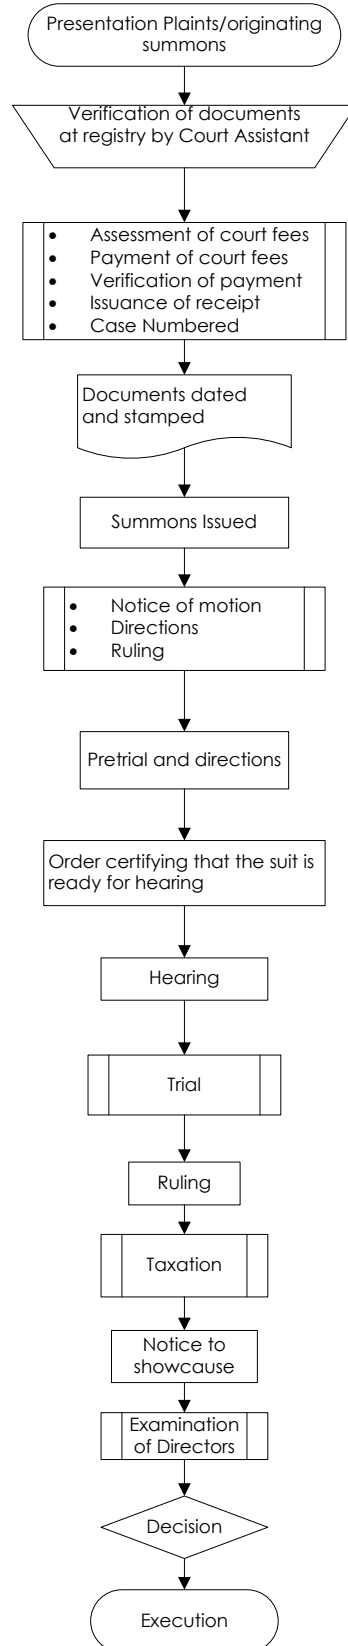 Presentation Plaints/originating
summons
Verification of documents
at registry by Court Assistant
• Assessment of court fees
• Payment of court fees
• Verification of payment
• Issuance of receipt
• Case Numbered
Documents dated
and stamped
Summons Issued
• Notice of motion
• Directions
• Ruling
Pretrial and directions
Order certifying that the suit is
ready for hearing
Hearing
Trial
Ruling
Taxation
Notice to
showcause
Examination
of Directors
Decision
Execution